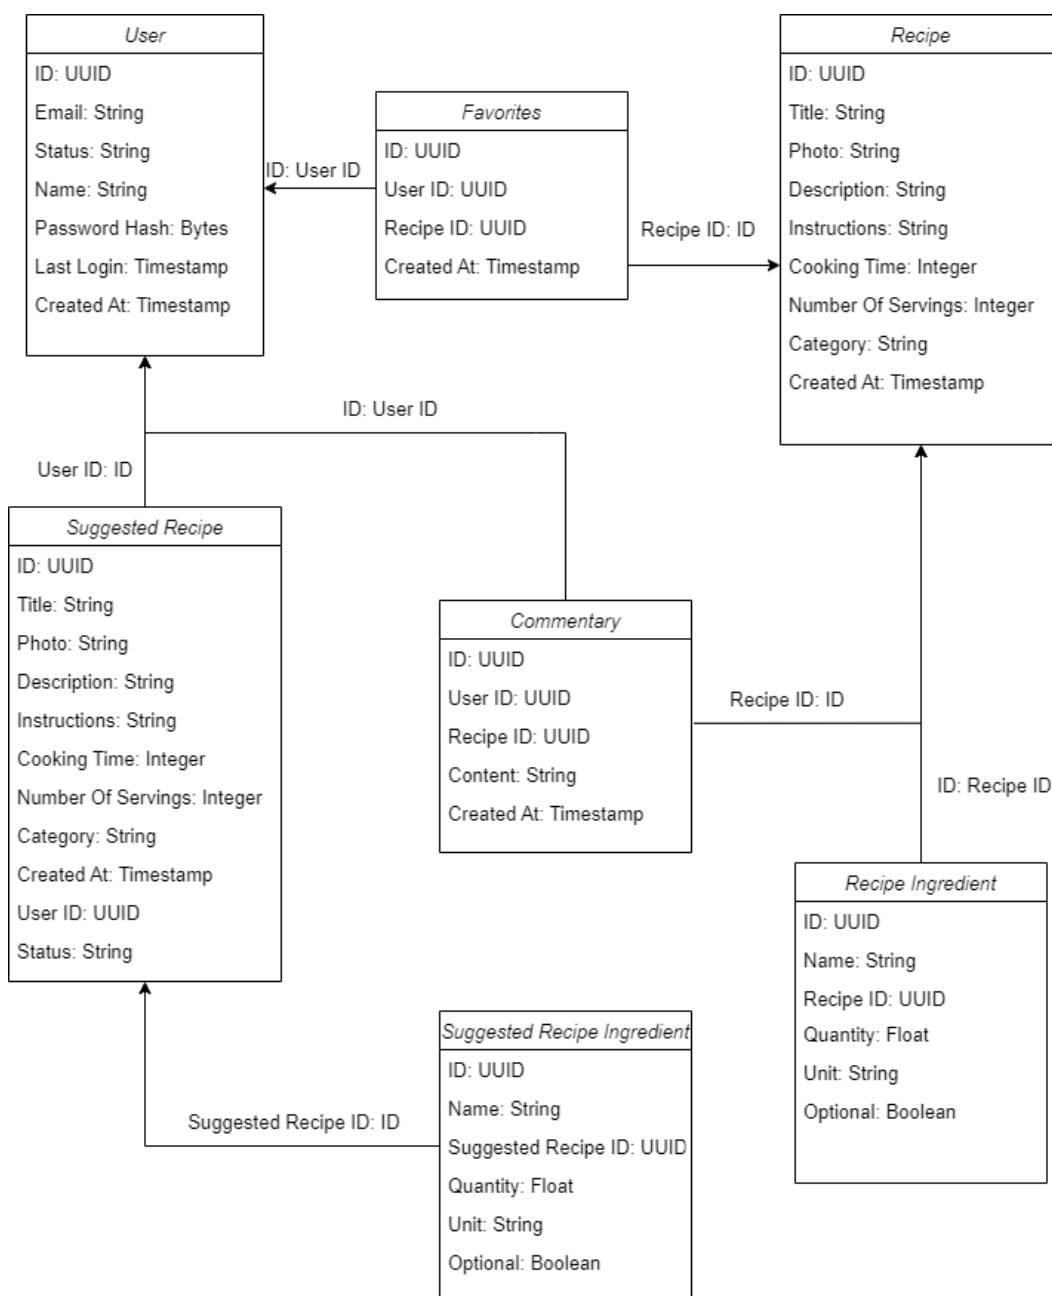 User
ID: UUID
Email: String
Status: String
Name: String
Password Hash: Bytes
Last Login: Timestamp
Created At: Timestamp
ID: User ID
Favorites
ID: UUID
User ID: UUID
Recipe ID: UUID
Created At: Timestamp
Recipe ID: ID
Recipe
ID: UUID
Title: String
Photo: String
Description: String
Instructions: String
Cooking Time: Integer
Number Of Servings: Integer
Category: String
Created At: Timestamp
ID: User ID
User ID: ID
Suggested Recipe
ID: UUID
Title: String
Photo: String
Description: String
Instructions: String
Cooking Time: Integer
Number Of Servings: Integer
Category: String
Created At: Timestamp
User ID: UUID
Status: String
Commentary
ID: UUID
User ID: UUID
Recipe ID: UUID
Content: String
Created At: Timestamp
Recipe ID: ID
ID: Recipe ID
Recipe Ingredient
ID: UUID
Name: String
Recipe ID: UUID
Quantity: Float
Unit: String
Optional: Boolean
Suggested Recipe ID: ID
Suggested Recipe Ingredient
ID: UUID
Name: String
Suggested Recipe ID: UUID
Quantity: Float
Unit: String
Optional: Boolean